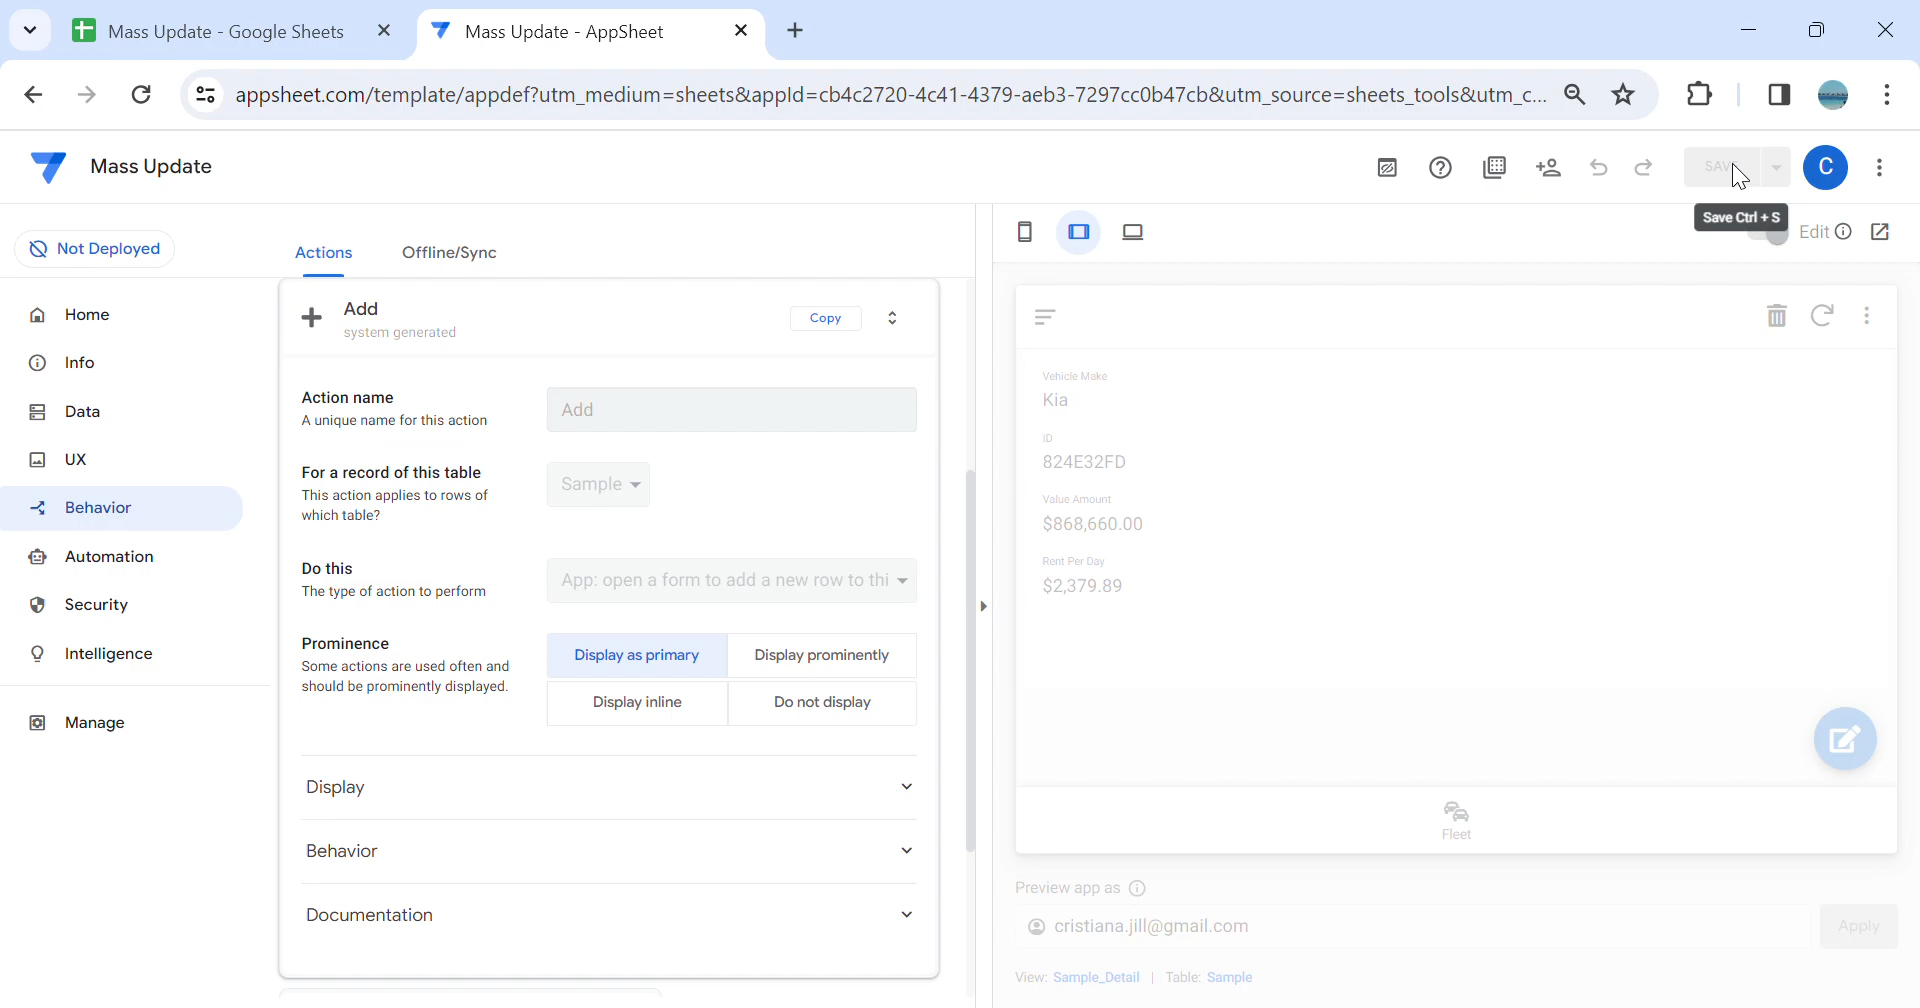 Mass Update - Google Sheets
Mass Update - AppSheet
appsheet.com/template/appdef?utm_medium=sheets&appId=cb4c2720-4c41-4379-aeb3-7297cc0b47cb&utm_source=sheets_tools&utm_c...
Mass Update
SAVE
C
Save Ctrl + S
Not Deployed
Actions
Offline/Sync
Edit
Home
Info
Data
UX
Behavior
Automation
Security
Intelligence
Manage
Add
system generated
Copy
Action name
A unique name for this action
Add
For a record of this table
This action applies to rows of
which table?
Sample
Do this
The type of action to perform
App: open a form to add a new row to thi
Prominence
Some actions are used often and
should be prominently displayed.
Display as primary
Display prominently
Display inline
Do not display
Display
Behavior
Documentation
Vehicle Make
Kia
ID
824E32FD
Value Amount
$868,660.00
Rent Per Day
$2,379.89
Fleet
Preview app as
cristiana.jill@gmail.com
Apply
View: Sample_Detail | Table: Sample